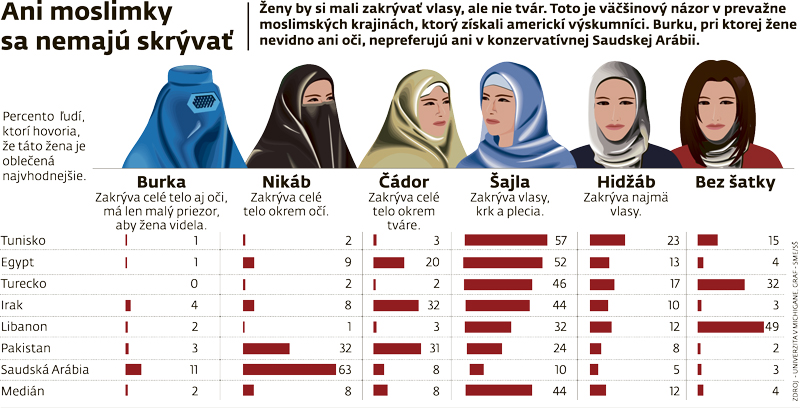 Ani moslimky
sa nemajú skrývať
Ženy by si mali zakrývať vlasy, ale nie tvár. Toto je väčšinový názor v prevažne
moslimských krajinách, ktorý získali americkí výskumníci. Burku, pri ktorej žene
nevidno ani oči, nepreferujú ani v konzervatívnej Saudskej Arábii.
Percento ľudí,
ktorí hovoria,
že táto žena je
oblečená
najvhodnejšie.
Burka
Zakrýva celé telo aj oči,
má len malý priezor,
aby žena videla.
Nikáb
Zakrýva celé
telo okrem očí.
Čádor
Zakrýva celé
telo okrem
tváre.
Šajla
Zakrýva vlasy,
krk a plecia.
Hidžáb
Zakrýva najmä
vlasy.
Bez šatky
Tunisko 1 2 3 57 23 15
Egypt 1 9 20 52 13 4
Turecko 0 2 2 46 17 32
Irak 4 8 32 44 10 3
Libanon 2 1 3 32 12 49
Pakistan 3 32 31 24 8 2
Saudská Arábia 11 63 8 10 5 3
Medián 2 8 8 44 12 4
ZDROJ - UNIVERZITA V MICHIGANE, GRAF - SME/SŠ